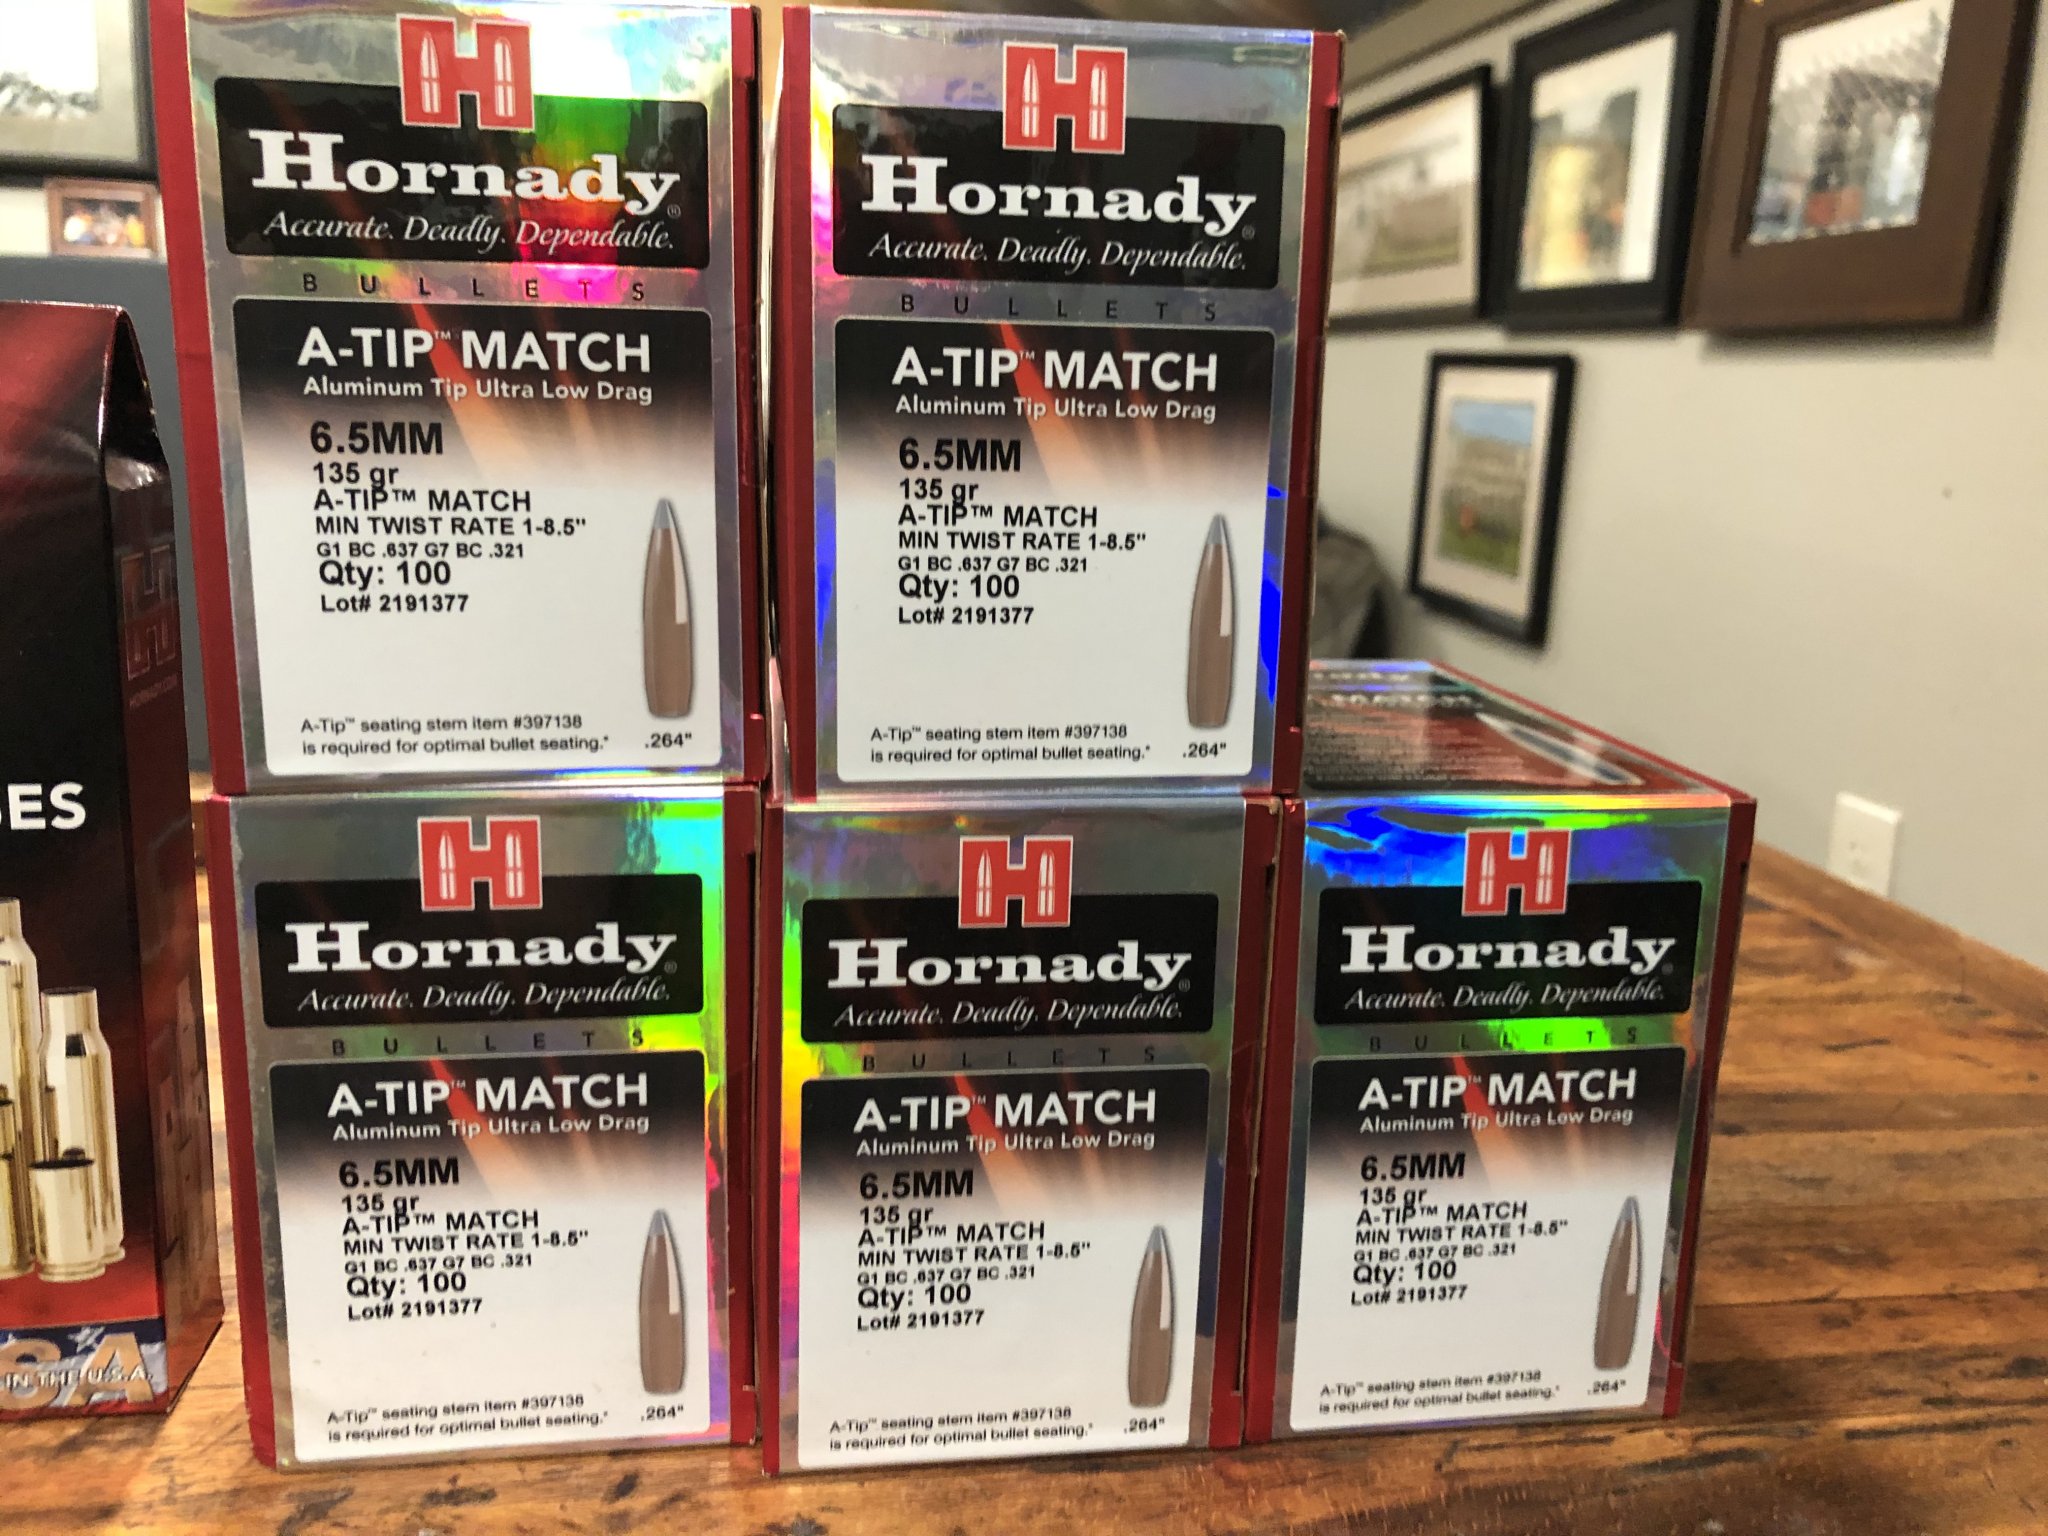 Hornady®
Accurate. Deadly. Dependable.
BULLETS
A-TIP™ MATCH
Aluminum Tip Ultra Low Drag
6.5MM
135 gr
A-TIP™ MATCH
MIN TWIST RATE 1-8.5"
G1 BC .637 G7 BC .321
Qty: 100
Lot# 2191377
A-Tip™ seating stem item #397138
is required for optimal bullet seating.*
.264"
Hornady®
Accurate. Deadly. Dependable.
BULLETS
A-TIP™ MATCH
Aluminum Tip Ultra Low Drag
6.5MM
135 gr
A-TIP™ MATCH
MIN TWIST RATE 1-8.5"
G1 BC .637 G7 BC .321
Qty: 100
Lot# 2191377
A-Tip™ seating stem item #397138
is required for optimal bullet seating.*
.264"
HORNADY.COM
IN THE U.S.A.
Hornady®
Accurate. Deadly. Dependable.
BULLETS
A-TIP™ MATCH
Aluminum Tip Ultra Low Drag
6.5MM
135 gr
A-TIP™ MATCH
MIN TWIST RATE 1-8.5"
G1 BC .637 G7 BC .321
Qty: 100
Lot# 2191377
A-Tip™ seating stem item #397138
is required for optimal bullet seating.*
.264"
Hornady®
Accurate. Deadly. Dependable.
BULLETS
A-TIP™ MATCH
Aluminum Tip Ultra Low Drag
6.5MM
135 gr
A-TIP™ MATCH
MIN TWIST RATE 1-8.5"
G1 BC .637 G7 BC .321
Qty: 100
Lot# 2191377
A-Tip™ seating stem item #397138
is required for optimal bullet seating.*
.264"
Hornady®
Accurate. Deadly. Dependable.
BULLETS
A-TIP™ MATCH
Aluminum Tip Ultra Low Drag
6.5MM
135 gr
A-TIP™ MATCH
MIN TWIST RATE 1-8.5"
G1 BC .637 G7 BC .321
Qty: 100
Lot# 2191377
A-Tip™ seating stem item #397138
is required for optimal bullet seating.*
.264"